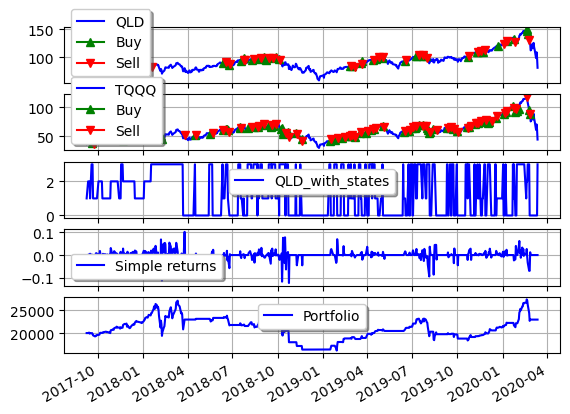 150
100
QLD
Buy
Sell
100
50
TQQQ
Buy
Sell
2
0
QLD_with_states
0.1
0.0
−0.1
Simple returns
25000
20000
Portfolio
2017-10
2018-01
2018-04
2018-07
2018-10
2019-01
2019-04
2019-07
2019-10
2020-01
2020-04